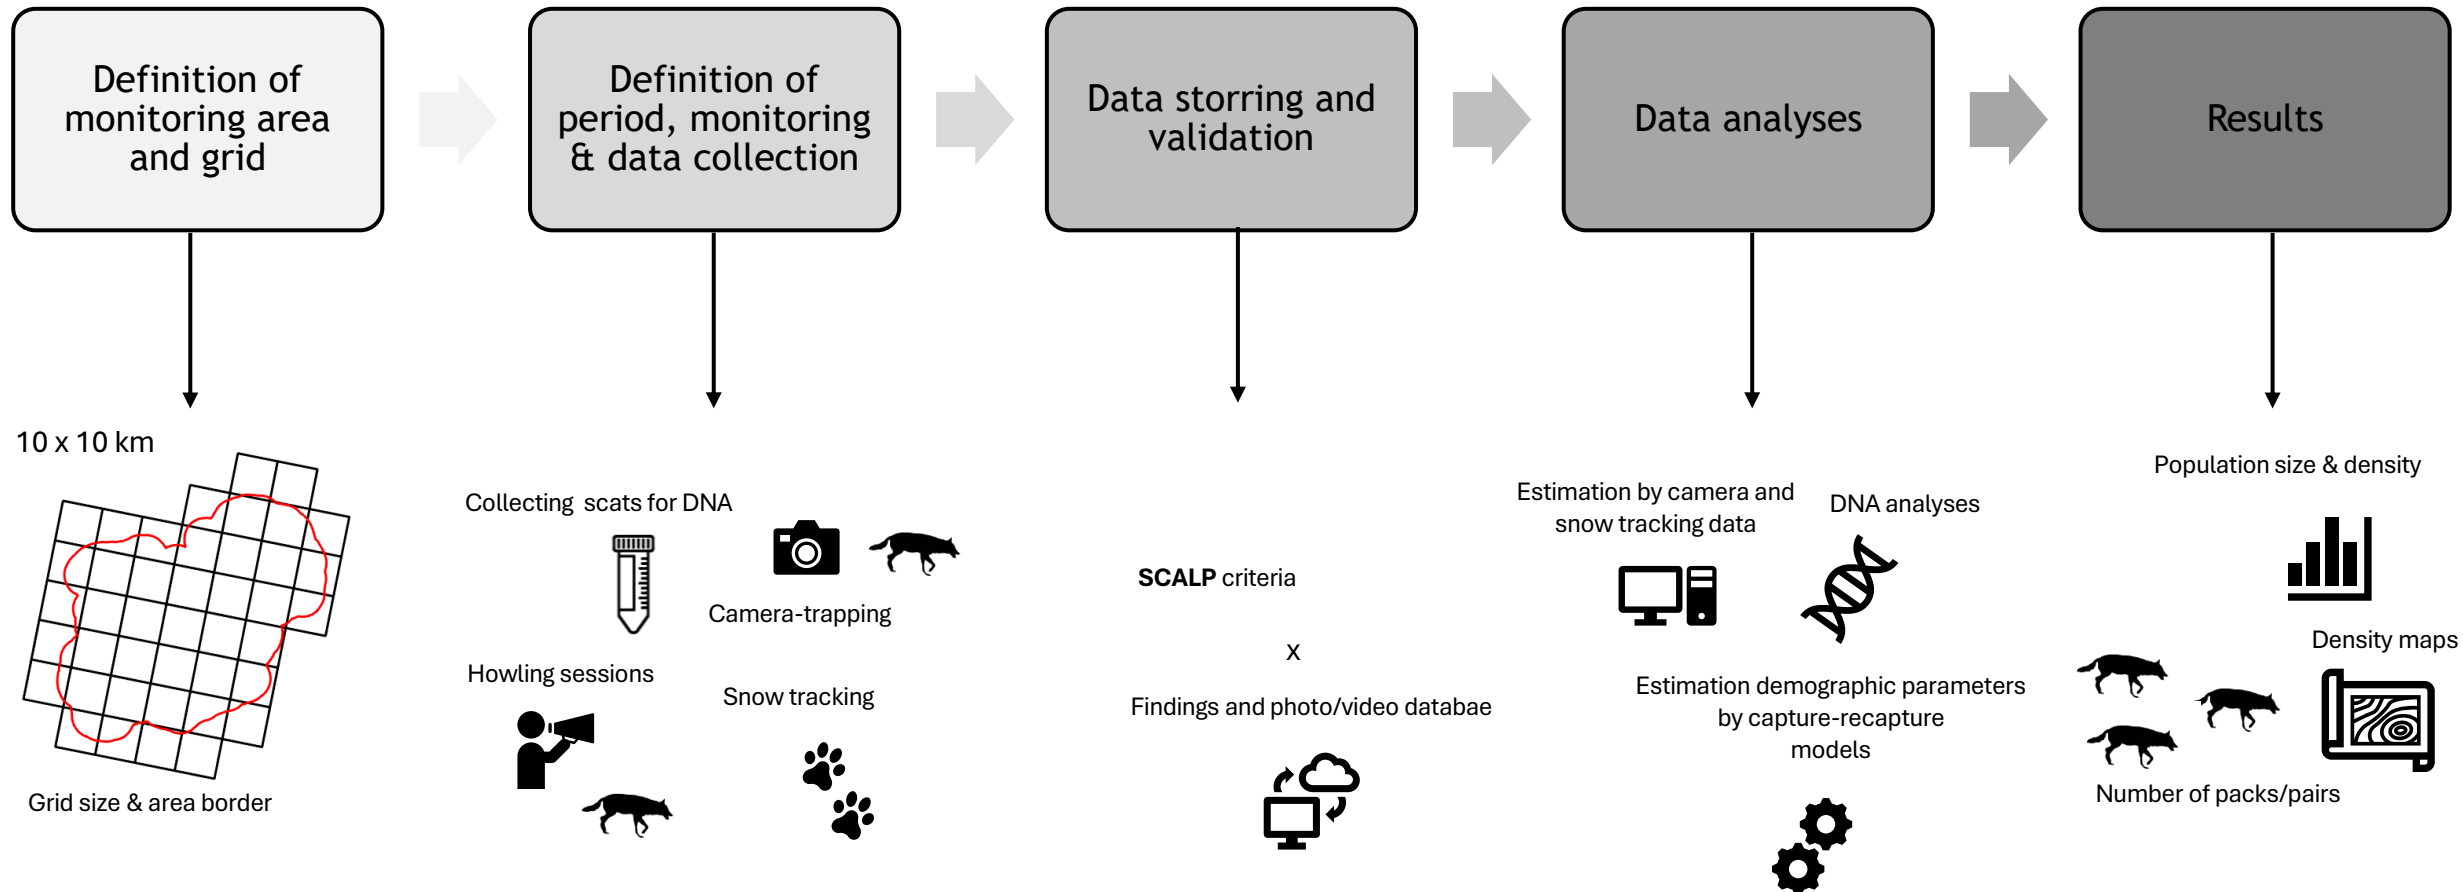 Definition of
monitoring area
and grid
Definition of
period, monitoring
& data collection
Data storring and
validation
Data analyses
Results
10 x 10 km
Grid size & area border
Collecting scats for DNA
Camera-trapping
Howling sessions
Snow tracking
SCALP criteria
x
Findings and photo/video databae
Estimation by camera and
snow tracking data
DNA analyses
Estimation demographic parameters
by capture-recapture
models
Population size & density
Density maps
Number of packs/pairs